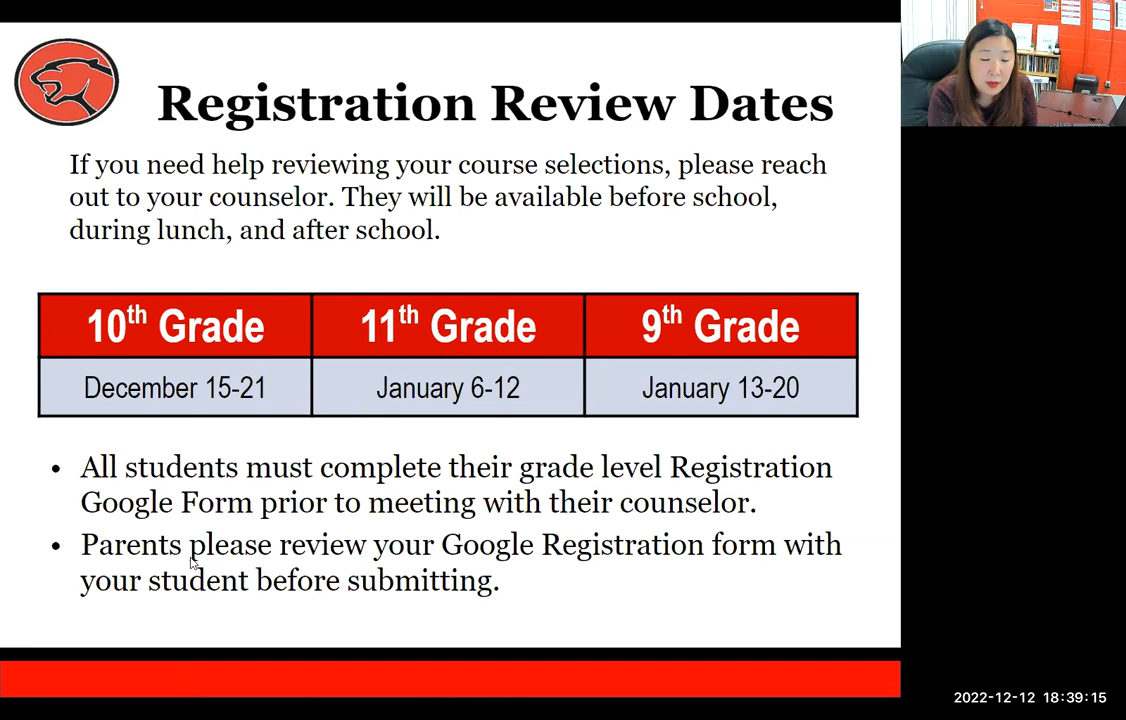 Registration Review Dates
If you need help reviewing your course selections, please reach
out to your counselor. They will be available before school,
during lunch, and after school.
10th Grade 11th Grade 9th Grade
December 15-21 January 6-12 January 13-20
• All students must complete their grade level Registration
Google Form prior to meeting with their counselor.
• Parents please review your Google Registration form with
your student before submitting.
2022-12-12 18:39:15